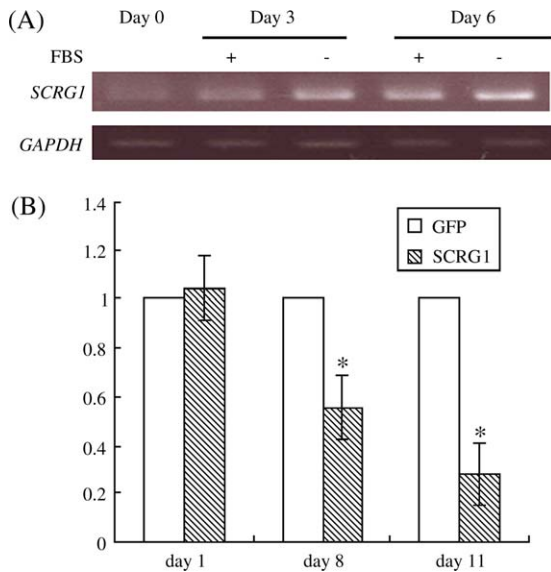 (A)
Day 0 Day 3 Day 6
FBS + - + -
SCRG1
GAPDH
(B)
1.4
1.2
1
0.8
0.6
0.4
0.2
0
GFP
SCRG1
*
*
day 1 day 8 day 11